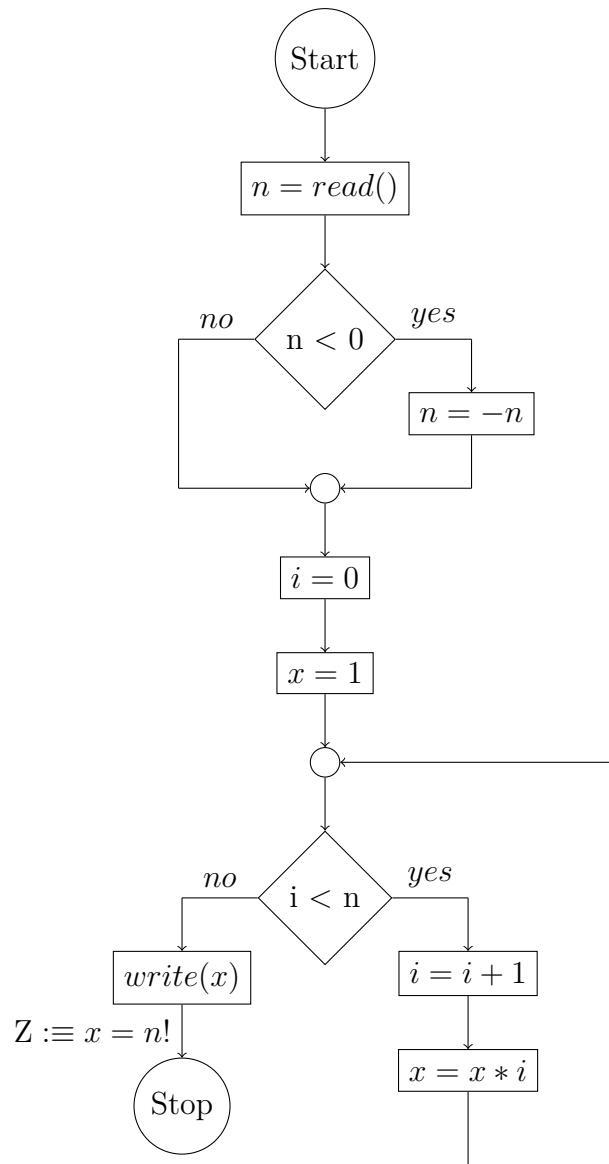 Start
n = read()
no
yes
n < 0
n = −n
i = 0
x = 1
no
yes
i < n
write(x)
i = i + 1
Z :≡ x = n!
x = x ∗ i
Stop